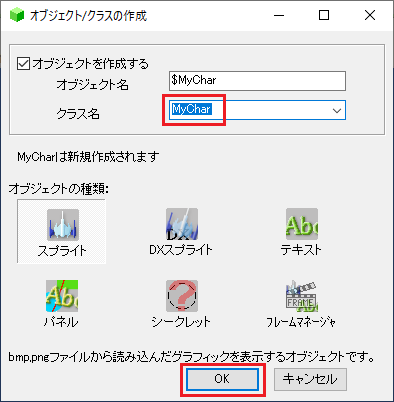 オブジェクト/クラスの作成
オブジェクトを作成する
オブジェクト名 $MyChar
クラス名 MyChar
MyCharは新規作成されます
オブジェクトの種類:
スプライト DXスプライト テキスト
パネル シークレット フレームマネージャ
bmp,pngファイルから読み込んだグラフィックを表示するオブジェクトです。
OK キャンセル